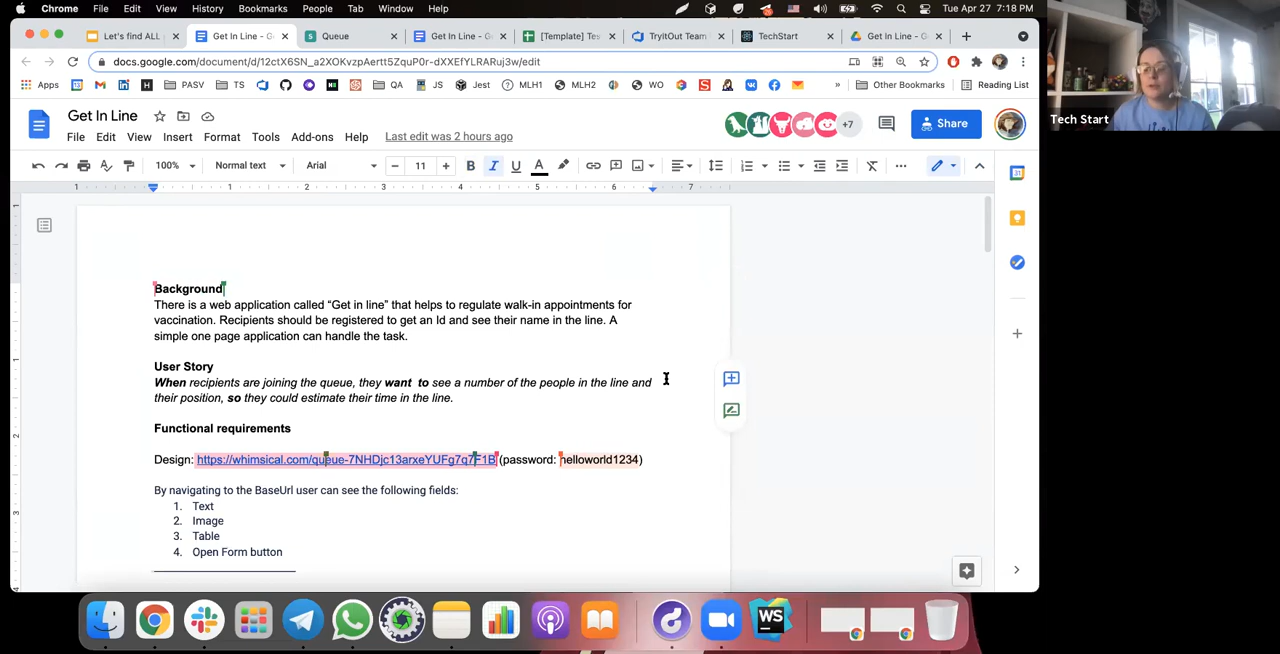 Chrome File Edit View History Bookmarks People Tab Window Help Tue Apr 27 7:18 PM
Let's find ALL Get In Line - G Queue Get In Line - G [Template] Tes TryItOut Team TechStart Get In Line - G
docs.google.com/document/d/12ctX6SN_a2XOKvzpAertt5ZquP0r-dXXEfYLRARuj3w/edit
Apps PASV TS QA JS Jest MLH1 MLH2 WO » Other Bookmarks Reading List
Get In Line
File Edit View Insert Format Tools Add-ons Help Last edit was 2 hours ago
+7 Share
Tech Start
100% Normal text Arial 11
1 1 2 3 4 5 6 7
Background
There is a web application called “Get in line” that helps to regulate walk-in appointments for
vaccination. Recipients should be registered to get an Id and see their name in the line. A
simple one page application can handle the task.
User Story
When recipients are joining the queue, they want to see a number of the people in the line and
their position, so they could estimate their time in the line.
Functional requirements
Design: https://whimsical.com/queue-7NHDjc13arxeYUFg7q7F1B (password: helloworld1234)
By navigating to the BaseUrl user can see the following fields:
1. Text
2. Image
3. Table
4. Open Form button